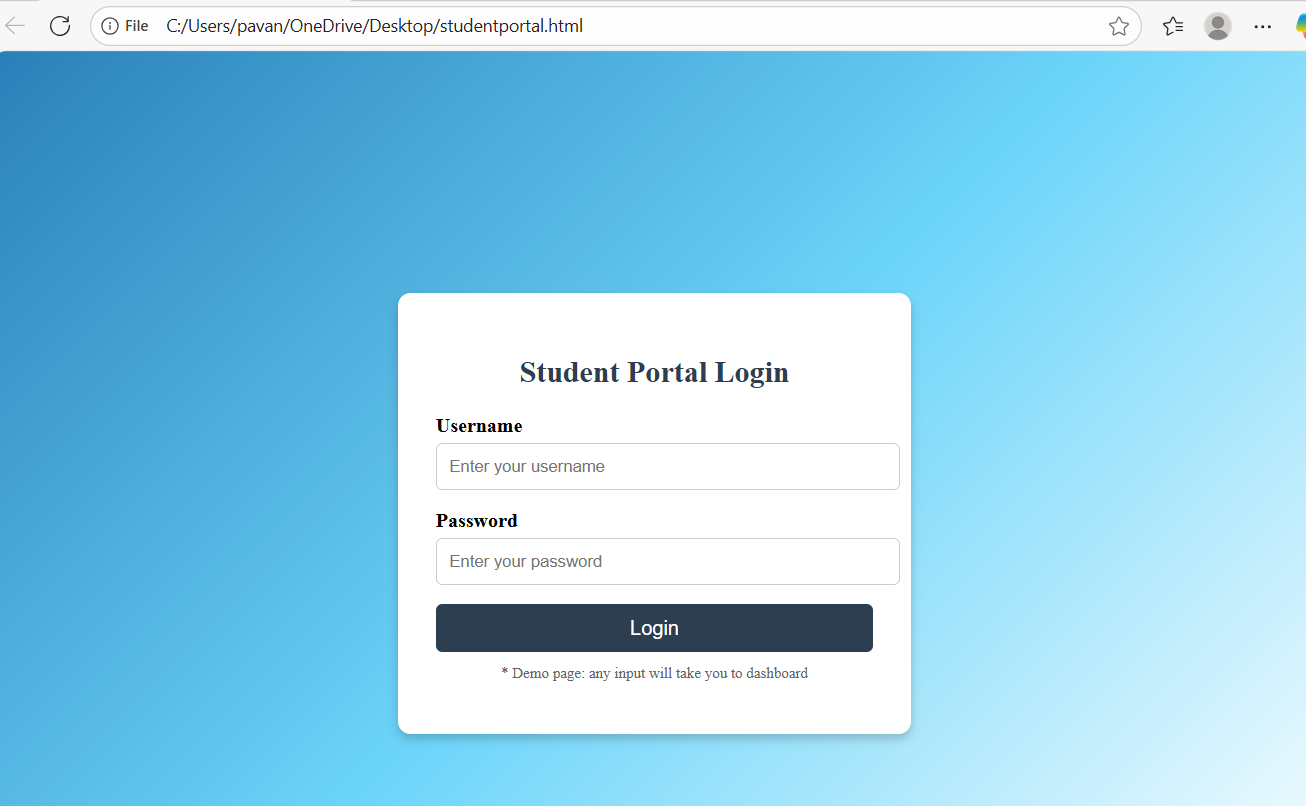 File C:/Users/pavan/OneDrive/Desktop/studentportal.html
Student Portal Login
Username
Enter your username
Password
Enter your password
Login
* Demo page: any input will take you to dashboard